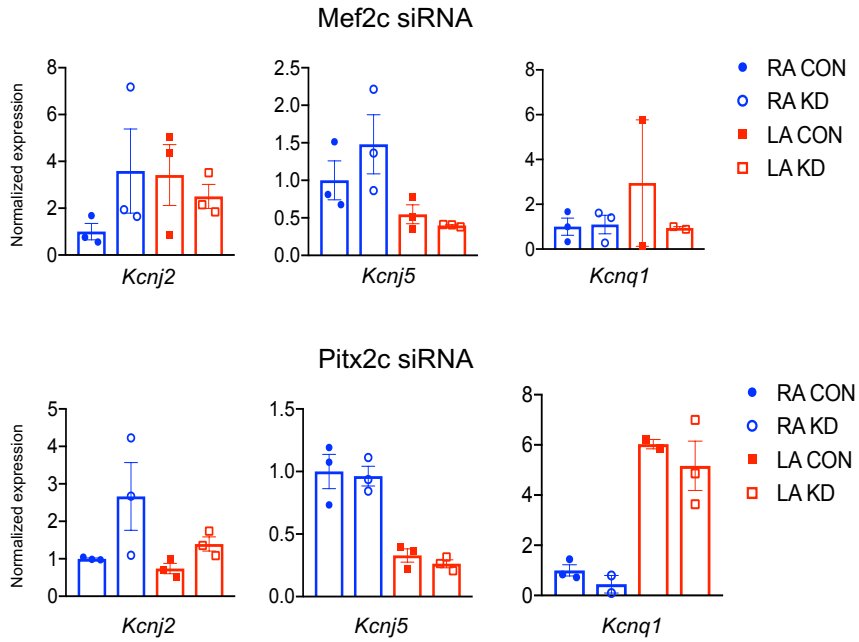 Mef2c siRNA
Normalized expression
8
6
4
2
0
Kcnj2
2.5
2.0
1.5
1.0
0.5
0.0
Kcnj5
8
6
4
2
0
Kcnq1
RA CON
RA KD
LA CON
LA KD
Pitx2c siRNA
Normalized expression
5
4
3
2
1
0
Kcnj2
1.5
1.0
0.5
0.0
Kcnj5
8
6
4
2
0
Kcnq1
RA CON
RA KD
LA CON
LA KD